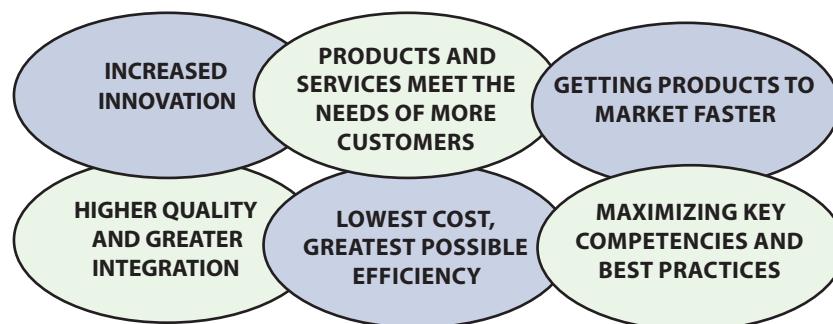 INCREASED
INNOVATION
PRODUCTS AND
SERVICES MEET THE
NEEDS OF MORE
CUSTOMERS
GETTING PRODUCTS TO
MARKET FASTER
HIGHER QUALITY
AND GREATER
INTEGRATION
LOWEST COST,
GREATEST POSSIBLE
EFFICIENCY
MAXIMIZING KEY
COMPETENCIES AND
BEST PRACTICES